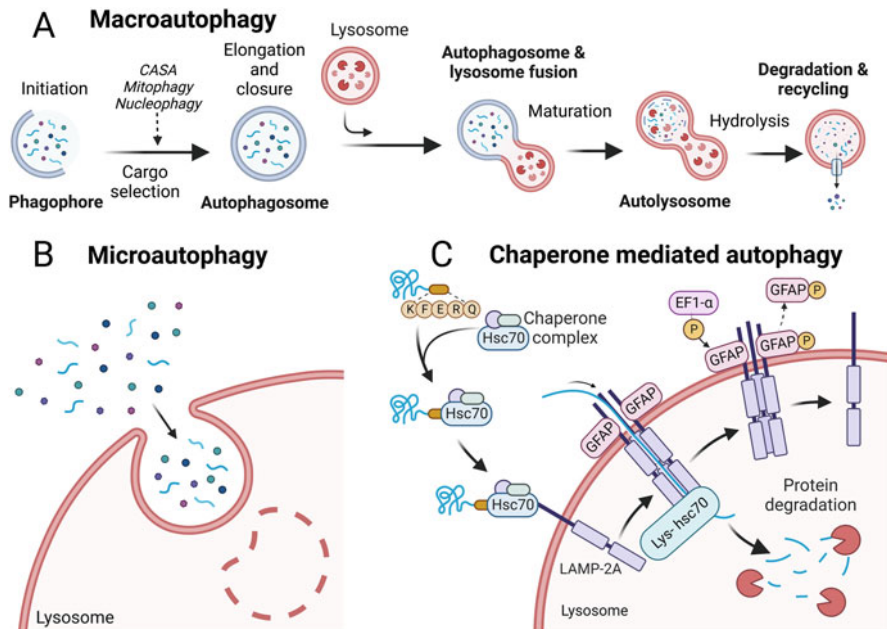 A Macroautophagy
Initiation
CASA
Mitophagy
Nucleophagy
Elongation
and
closure
Lysosome
Autophagosome &
lysosome fusion
Maturation
Degradation &
recycling
Hydrolysis
Phagophore
Cargo
selection
Autophagosome
Autolysosome
B Microautophagy
Lysosome
C Chaperone mediated autophagy
K F E R Q
Hsc70
Chaperone
complex
Hsc70
Hsc70
LAMP-2A
GFAP
GFAP
Lys- hsc70
EF1-α
P
GFAP
GFAP
P
GFAP
P
Protein
degradation
Lysosome